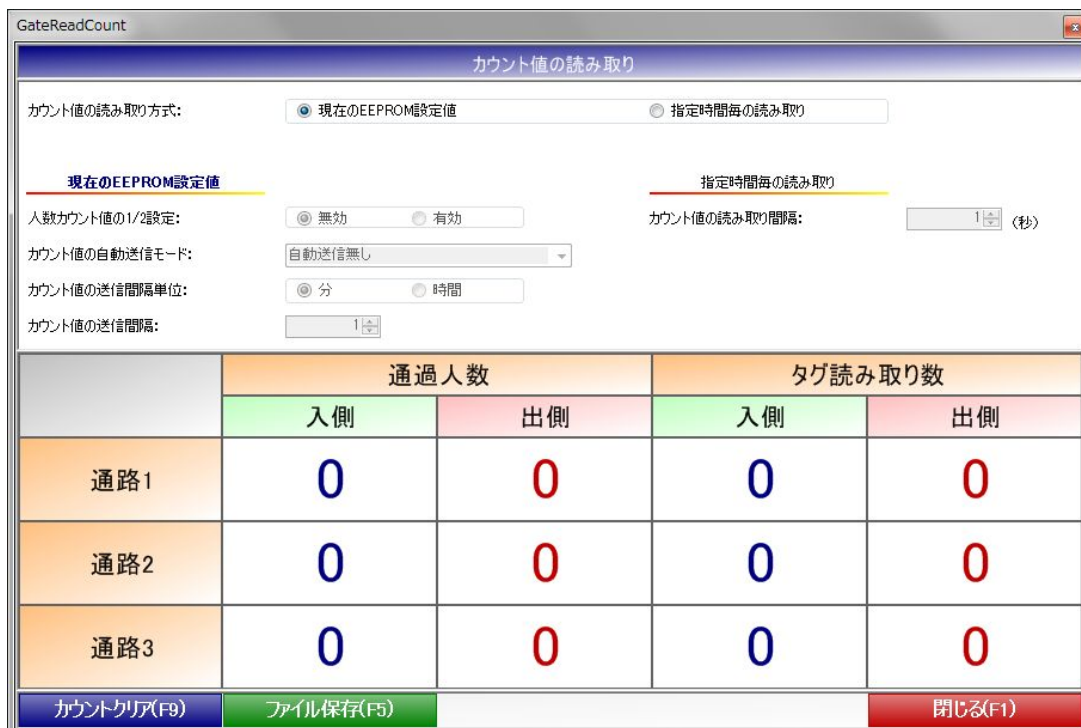 GateReadCount
カウント値の読み取り
カウント値の読み取り方式: 現在のEEPROM設定値 指定時間毎の読み取り
現在のEEPROM設定値 指定時間毎の読み取り
人数カウント値の1/2設定: 無効 有効 カウント値の読み取り間隔: 1 (秒)
カウント値の自動送信モード: 自動送信無し
カウント値の送信間隔単位: 分 時間
カウント値の送信間隔: 1
通過人数 タグ読み取り数
入側 出側 入側 出側
通路1 0 0 0 0
通路2 0 0 0 0
通路3 0 0 0 0
カウントクリア(F9) ファイル保存(F5) 閉じる(F1)